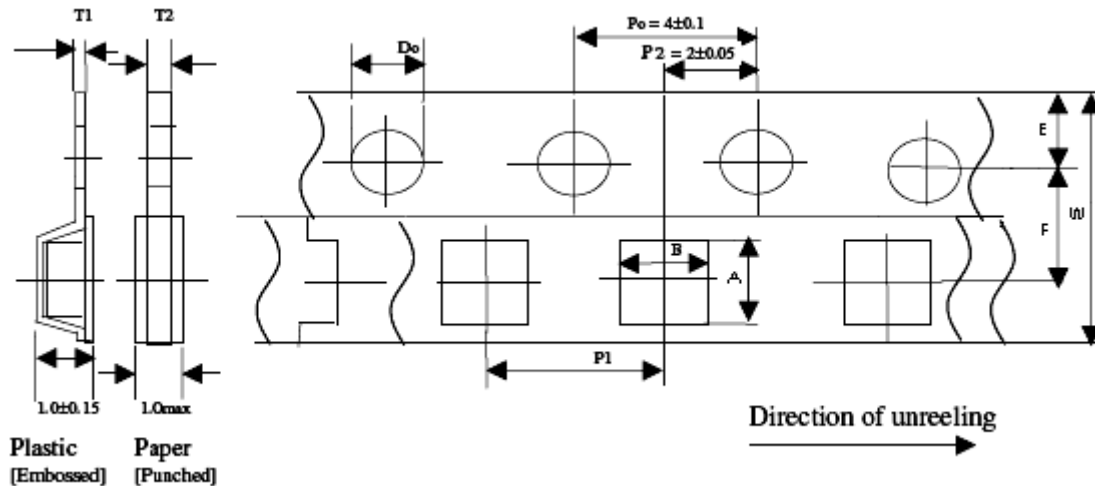 T1 T2
Po = 4±0.1
Do
P2 = 2±0.05
E
F
W
B
A
P1
1.0±0.15 1.0max
Direction of unreeling
Plastic Paper
[Embossed] [Punched]